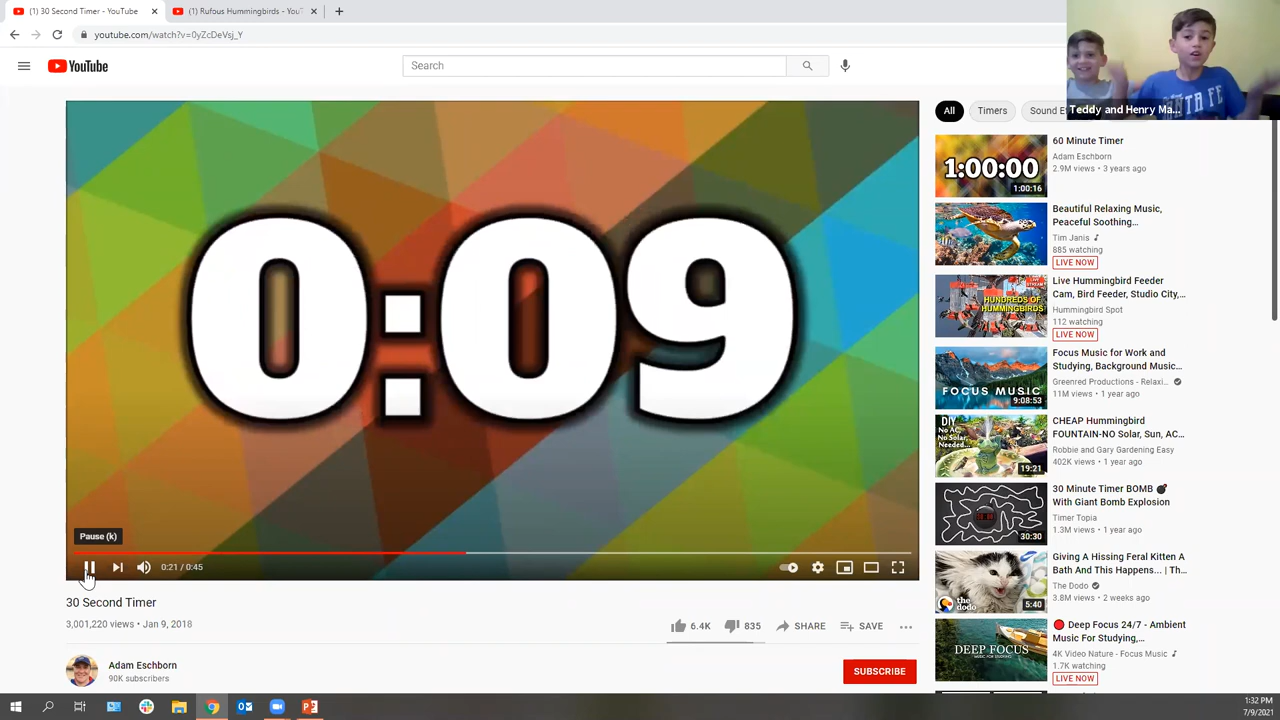 (1) 30 Second Timer - YouTube
(1) Rufous Hummingbirds - YouT
youtube.com/watch?v=0yZcDeVsj_Y
YouTube
Search
0:09
Pause (k)
0:21 / 0:45
30 Second Timer
3,001,220 views • Jan 9, 2018
6.4K
835
SHARE
SAVE
Adam Eschborn
90K subscribers
SUBSCRIBE
ANTA FE
Teddy and Henry Ma...
All
Timers
Sound E
1:00:00
1:00:16
60 Minute Timer
Adam Eschborn
2.9M views • 3 years ago
Beautiful Relaxing Music,
Peaceful Soothing…
Tim Janis
885 watching
LIVE NOW
HUNDREDS OF
HUMMINGBIRDS
Live Hummingbird Feeder
Cam, Bird Feeder, Studio City,…
Hummingbird Spot
112 watching
LIVE NOW
FOCUS MUSIC
9:08:53
Focus Music for Work and
Studying, Background Music…
Greenred Productions - Relaxi…
11M views • 1 year ago
DIY
No AC,
No Solar,
Needed...
19:21
CHEAP Hummingbird
FOUNTAIN-NO Solar, Sun, AC…
Robbie and Gary Gardening Easy
402K views • 1 year ago
30:30
30 Minute Timer BOMB 💣
With Giant Bomb Explosion
Timer Topia
1.3M views • 1 year ago
the dodo
5:40
Giving A Hissing Feral Kitten A
Bath And This Happens... | Th…
The Dodo
3.8M views • 2 weeks ago
DEEP FOCUS
🔴 Deep Focus 24/7 - Ambient
Music For Studying,…
4K Video Nature - Focus Music
1.7K watching
LIVE NOW
1:32 PM
7/9/2021